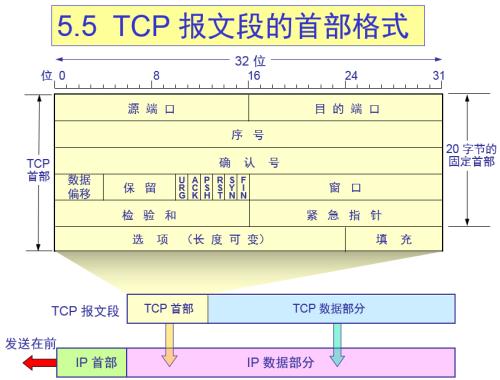 5.5 TCP 报文段的首部格式
32 位
位 0 8 16 24 31
源 端 口 目 的 端 口
序 号
TCP
首部
确 认 号
20 字节的
固定首部
数据
偏移
保 留
URG
ACK
PSH
RST
SYN
FIN
窗 口
检 验 和 紧 急 指 针
选 项 (长 度 可 变) 填 充
TCP 报文段 TCP 首部 TCP 数据部分
发送在前
IP 首部 IP 数据部分